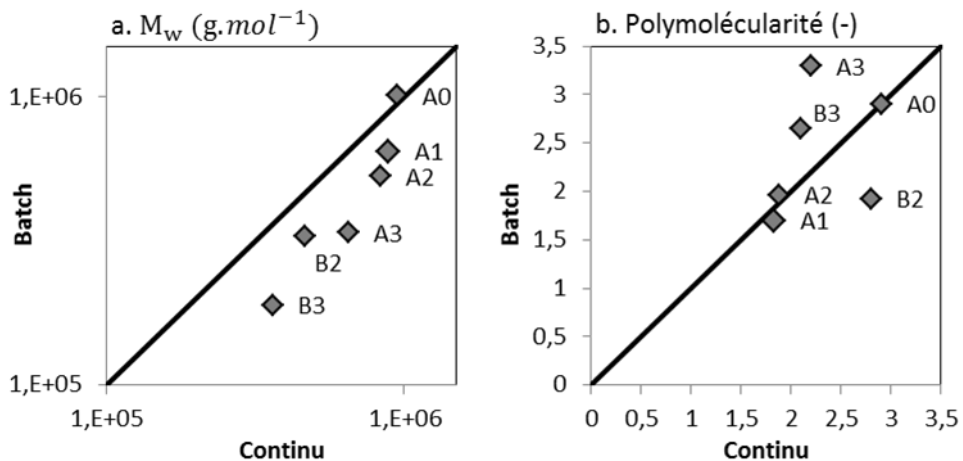 a. M_w (g.mol⁻¹)
1,E+06
1,E+05
1,E+05
1,E+06
Batch
Continu
A0
A1
A2
A3
B2
B3
b. Polymolécularité (-)
3,5
3
2,5
2
1,5
1
0,5
0
0 0,5 1 1,5 2 2,5 3 3,5
Batch
Continu
A3
A0
B3
A2
B2
A1